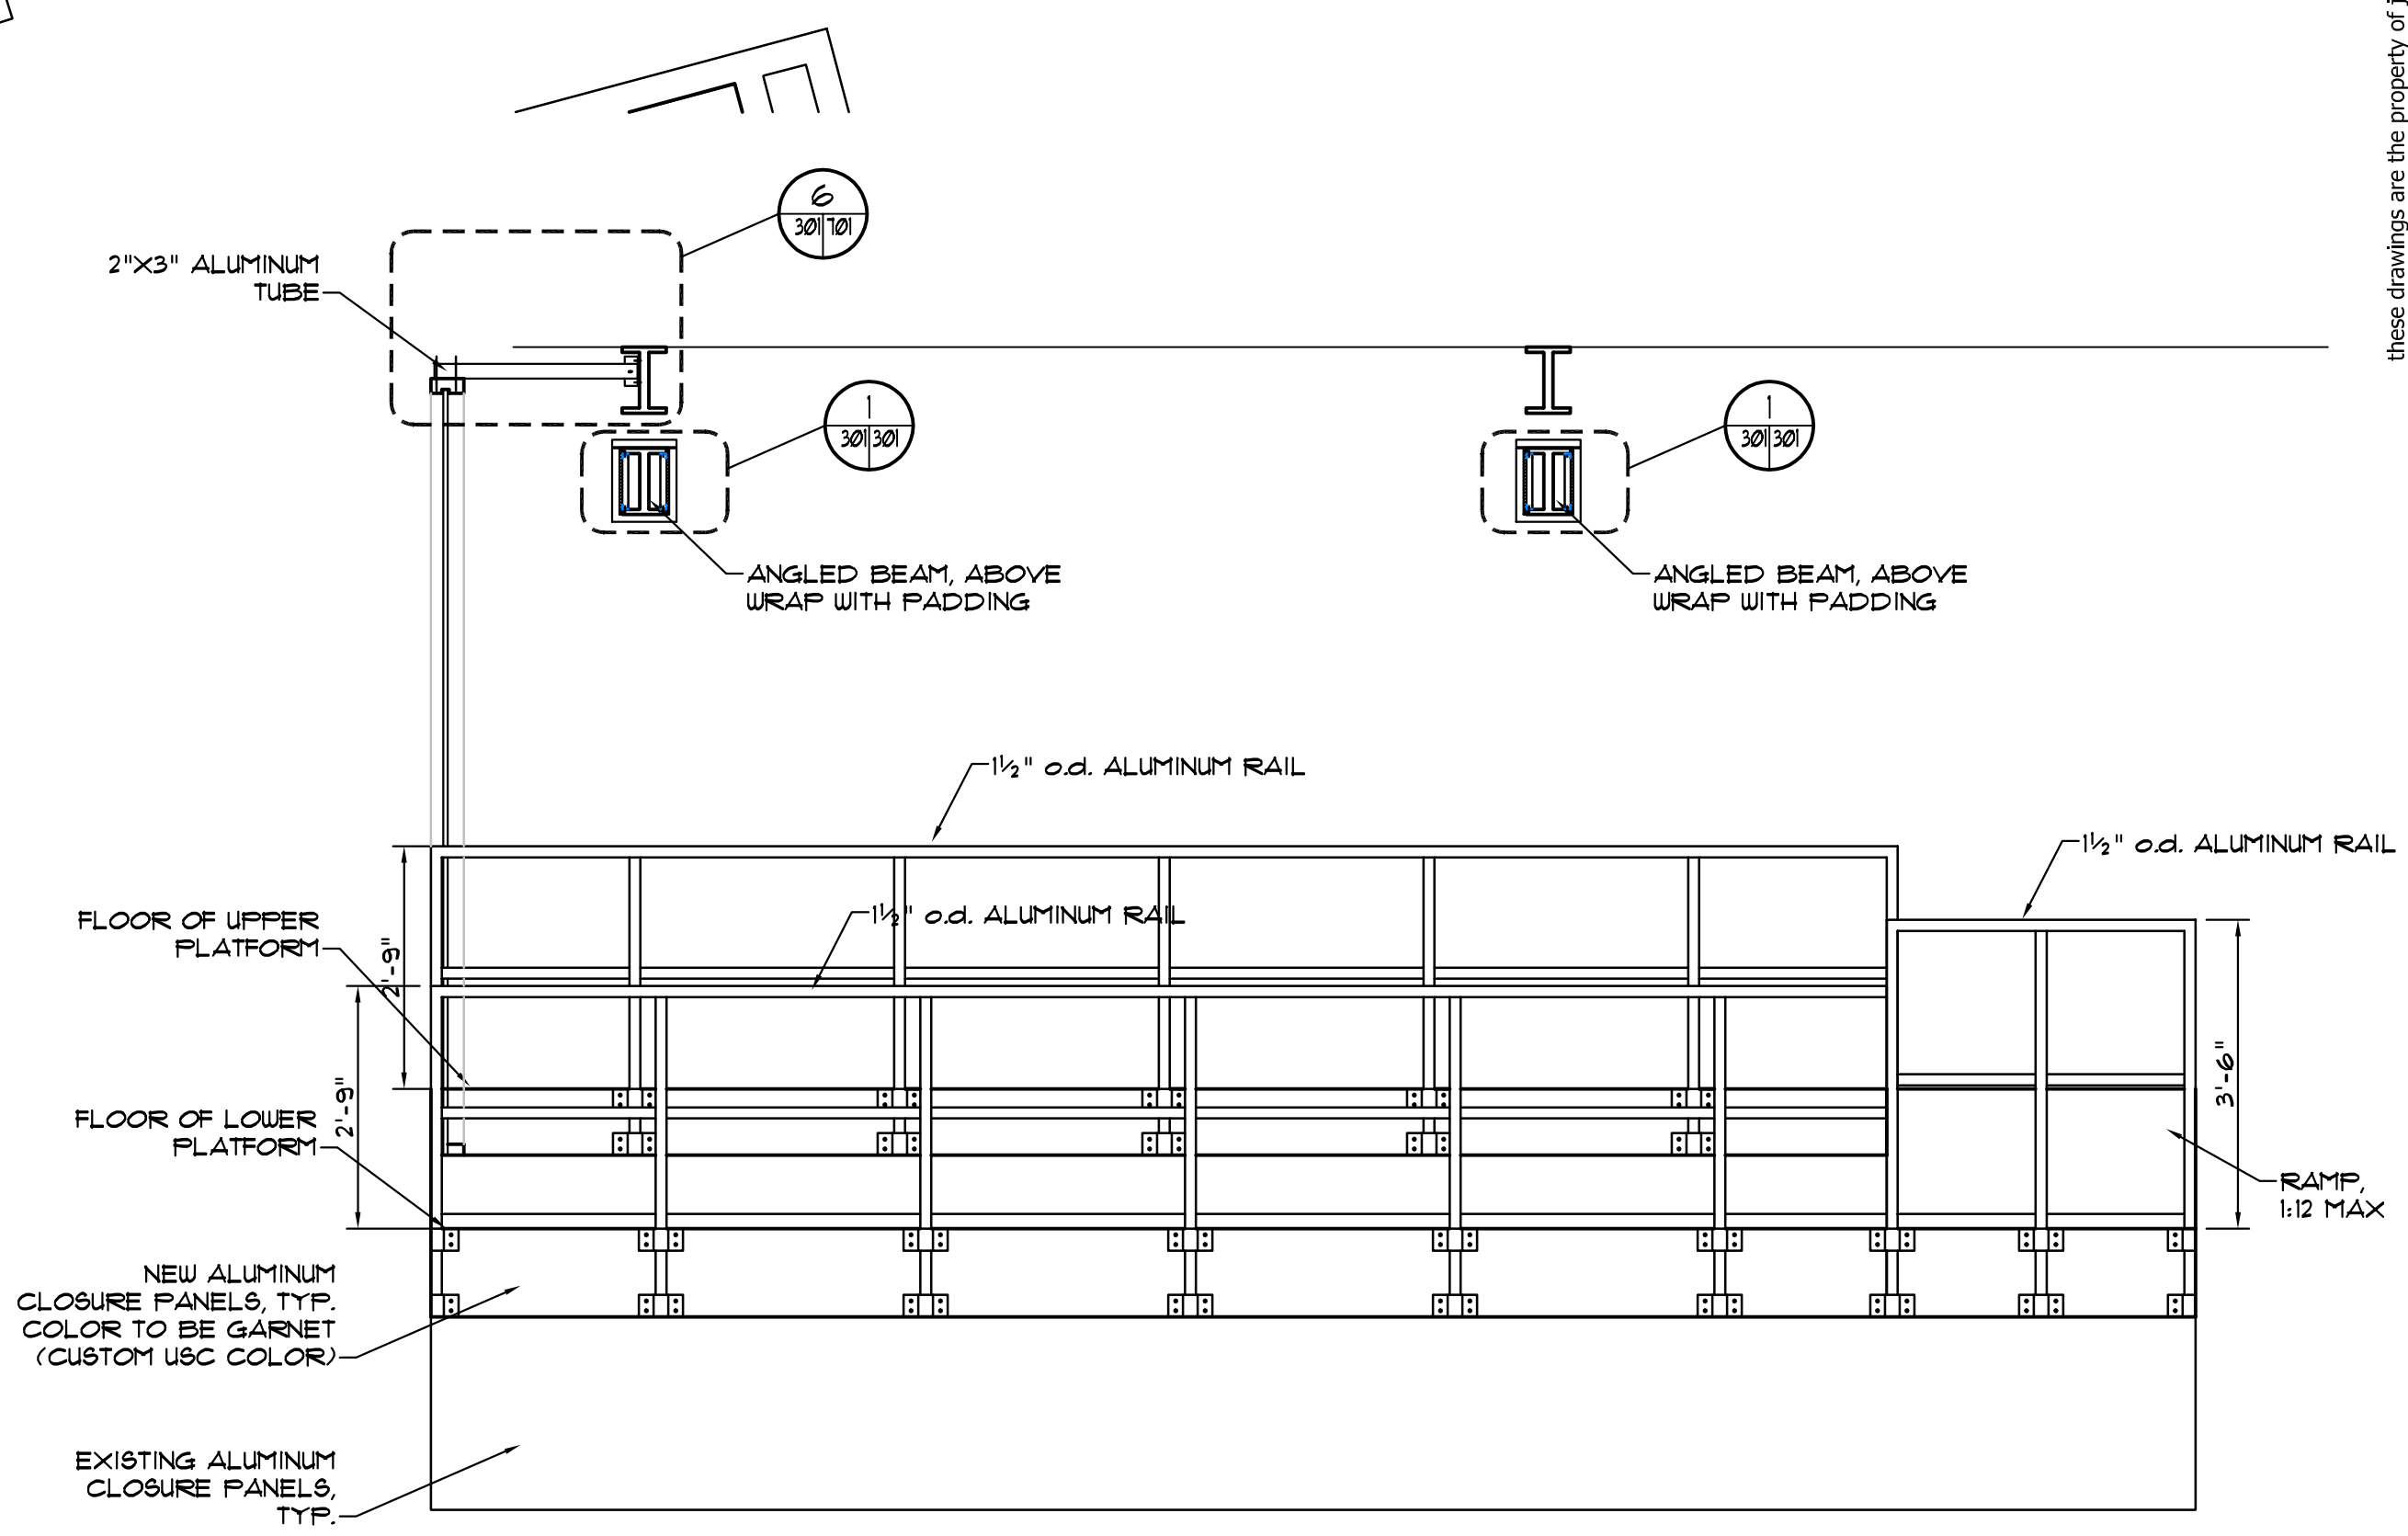 these drawings are the property of j
6
301 701
2"X3" ALUMINUM
TUBE
1
301 301
1
301 301
ANGLED BEAM, ABOVE
WRAP WITH PADDING
ANGLED BEAM, ABOVE
WRAP WITH PADDING
1½" o.d. ALUMINUM RAIL
1½" o.d. ALUMINUM RAIL
1½" o.d. ALUMINUM RAIL
FLOOR OF UPPER
PLATFORM
2'-9"
2'-9"
3'-6"
FLOOR OF LOWER
PLATFORM
RAMP,
1:12 MAX
NEW ALUMINUM
CLOSURE PANELS, TYP.
COLOR TO BE GARNET
(CUSTOM USC COLOR)
EXISTING ALUMINUM
CLOSURE PANELS,
TYP.